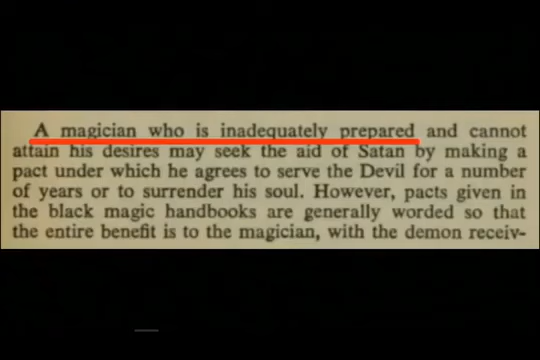 A magician who is inadequately prepared and cannot
attain his desires may seek the aid of Satan by making a
pact under which he agrees to serve the Devil for a number
of years or to surrender his soul. However, pacts given in
the black magic handbooks are generally worded so that
the entire benefit is to the magician, with the demon receiv-